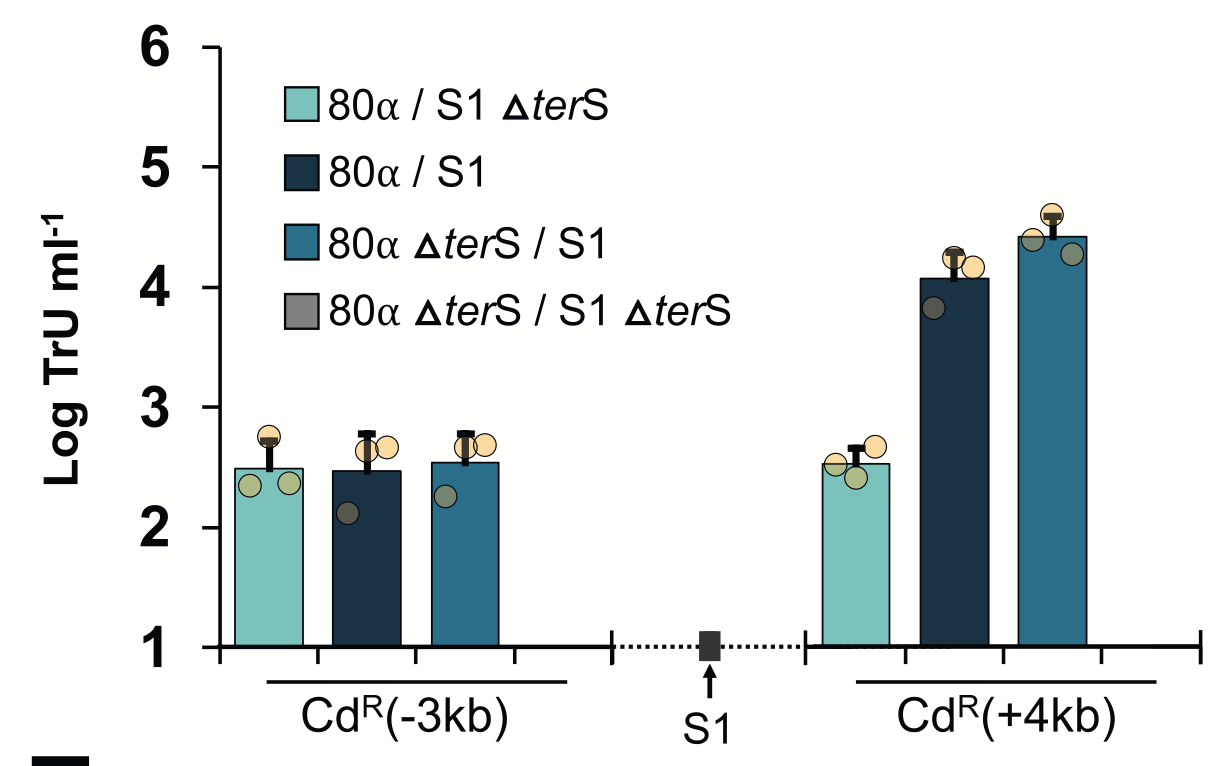 6
5
4
3
2
1
Log TrU ml-1
80α / S1 ΔterS
80α / S1
80α ΔterS / S1
80α ΔterS / S1 ΔterS
CdR(-3kb)
S1
CdR(+4kb)